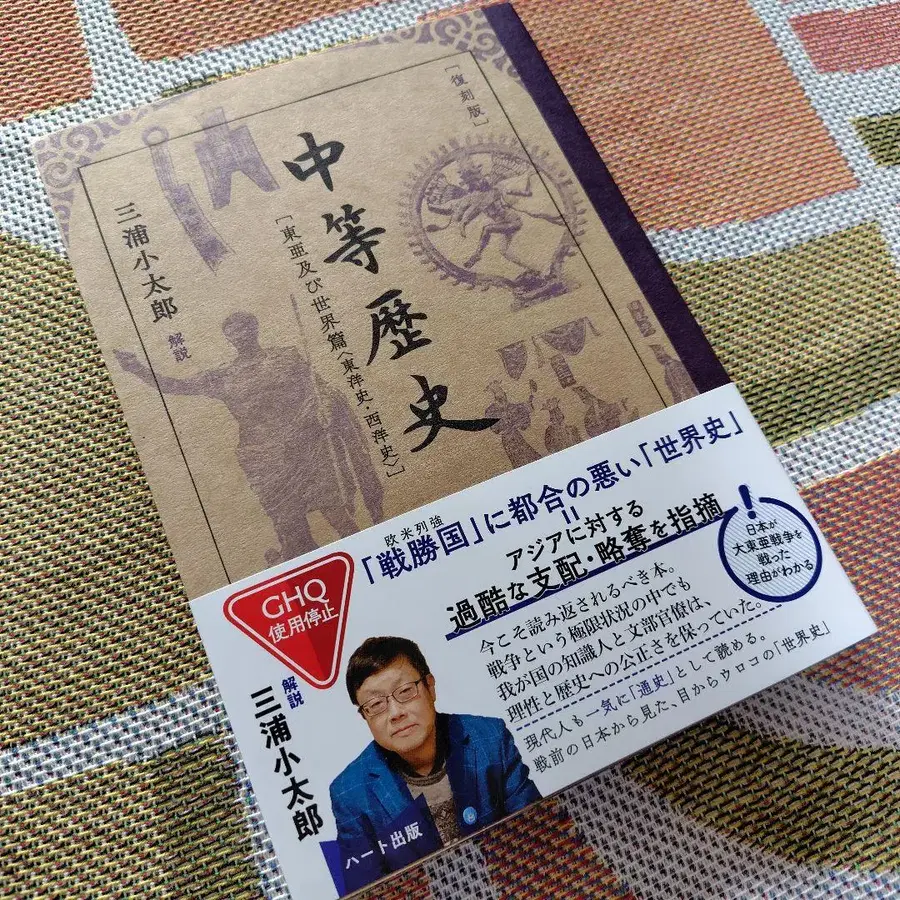 [復刻版]
中等歴史
[東亜及び世界篇〈東洋史・西洋史〉]
三浦小太郎 解説
欧米列強
「戦勝国」に都合の悪い「世界史」
=
アジアに対する
過酷な支配・略奪を指摘
!
日本が
大東亜戦争を
戦った
理由がわかる
GHQ
使用停止
今こそ読み返されるべき本。
戦争という極限状況の中でも
我が国の知識人と文部官僚は、
理性と歴史への公正さを保っていた。
現代人も一気に「通史」として読める。
戦前の日本から見た、目からウロコの「世界史」
解説
三浦小太郎
ハート出版